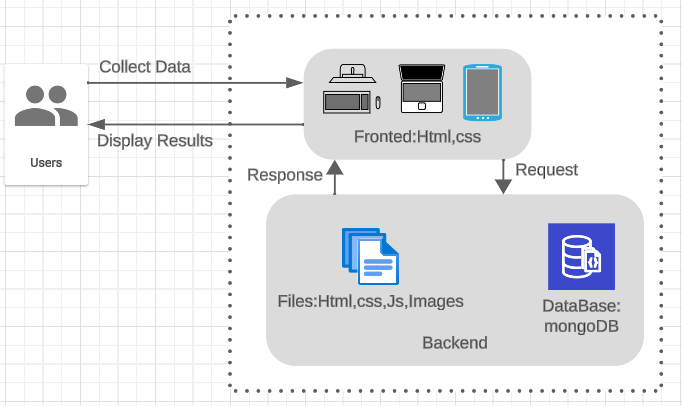 Collect Data
Users
Display Results
Fronted:Html,css
Response
Request
Files:Html,css,Js,Images
DataBase:
mongoDB
Backend